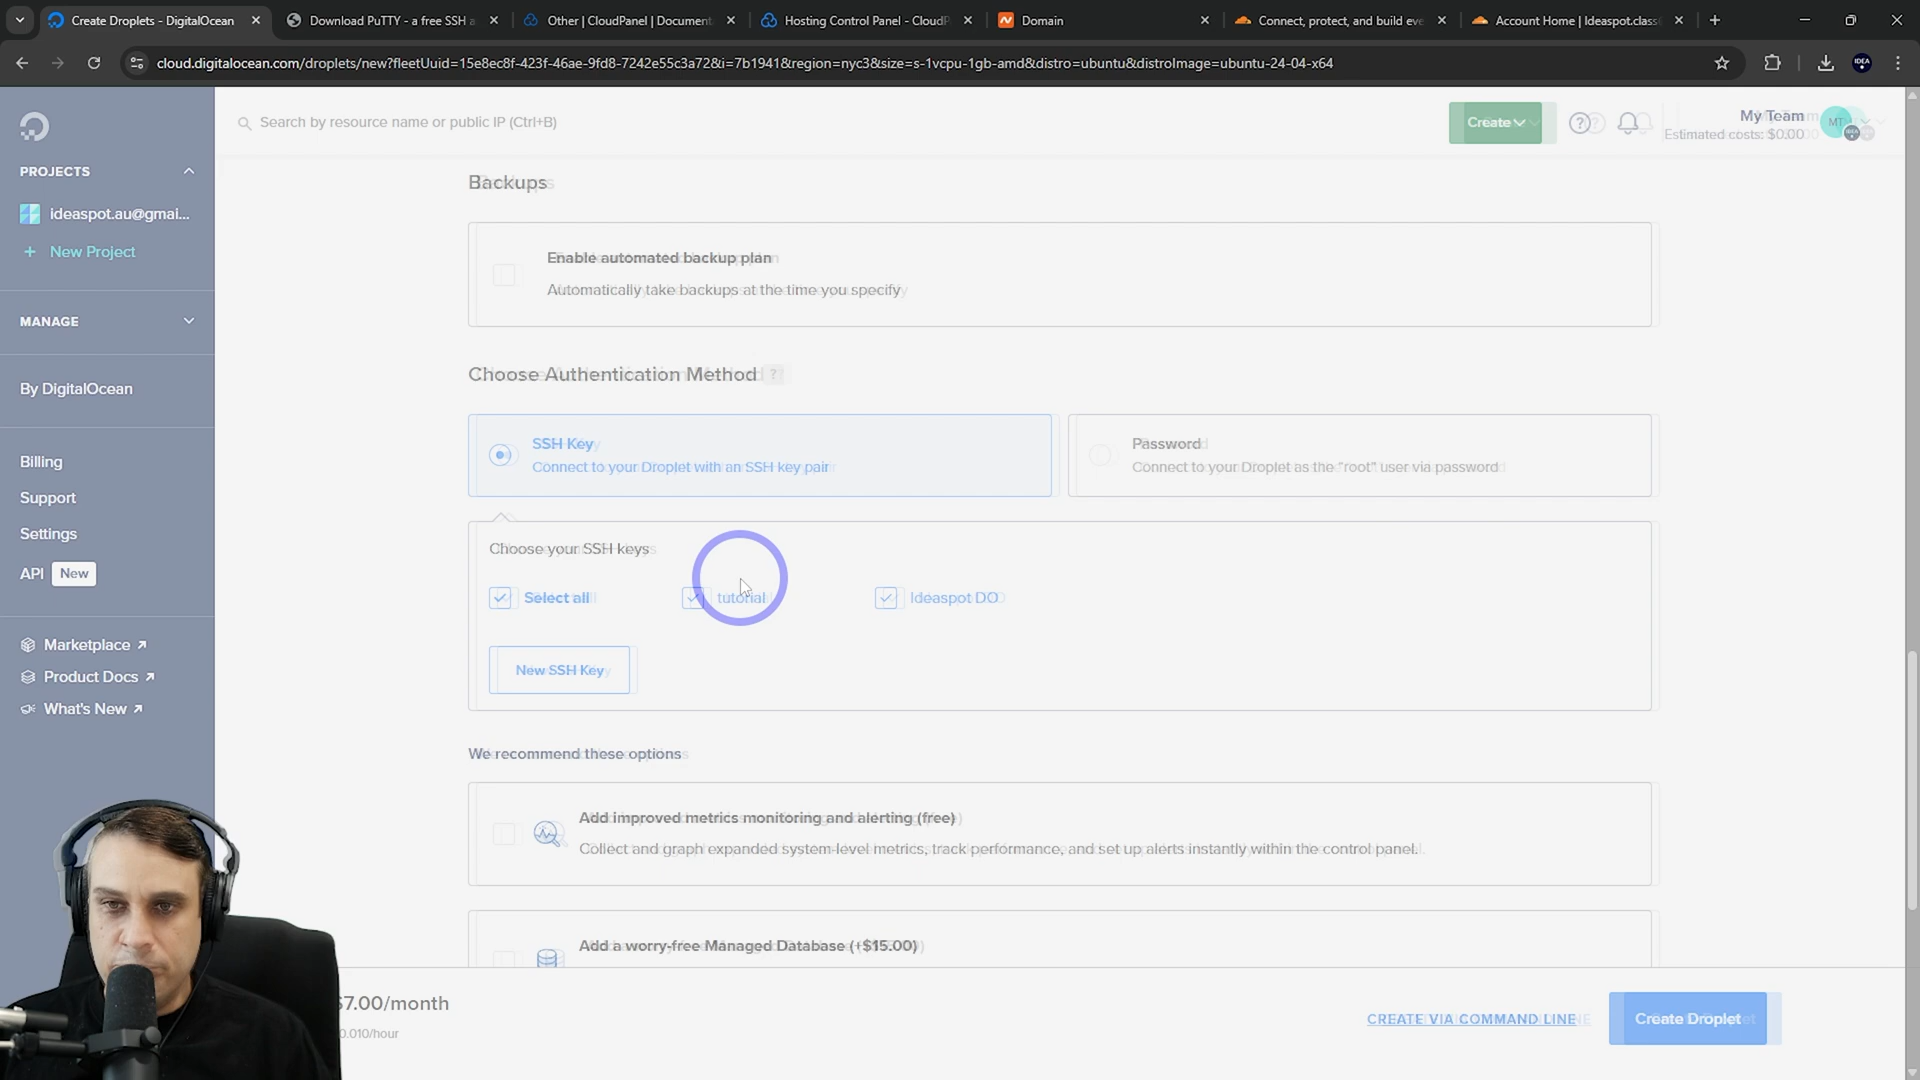 Create Droplets - DigitalOcean
Download PuTTY - a free SSH a
Other | CloudPanel | Document
Hosting Control Panel - CloudP
Domain
Connect, protect, and build eve
Account Home | Ideaspot.class
cloud.digitalocean.com/droplets/new?fleetUuid=15e8ec8f-423f-46ae-9fd8-7242e55c3a72&i=7b1941&region=nyc3&size=s-1vcpu-1gb-amd&distro=ubuntu&distroImage=ubuntu-24-04-x64
IDEA
Search by resource name or public IP (Ctrl+B)
Create
My Team
Estimated costs: $0.00
MT
PROJECTS
ideaspot.au@gmai...
+ New Project
MANAGE
By DigitalOcean
Billing
Support
Settings
API New
Marketplace
Product Docs
What's New
Backups
Enable automated backup plan
Automatically take backups at the time you specify
Choose Authentication Method ?
SSH Key
Connect to your Droplet with an SSH key pair
Password
Connect to your Droplet as the "root" user via password
Choose your SSH keys
Select all
tutorial
Ideaspot DO
New SSH Key
We recommend these options
Add improved metrics monitoring and alerting (free)
Collect and graph expanded system-level metrics, track performance, and set up alerts instantly within the control panel.
Add a worry-free Managed Database (+$15.00)
$7.00/month
0.010/hour
CREATE VIA COMMAND LINE
Create Droplet